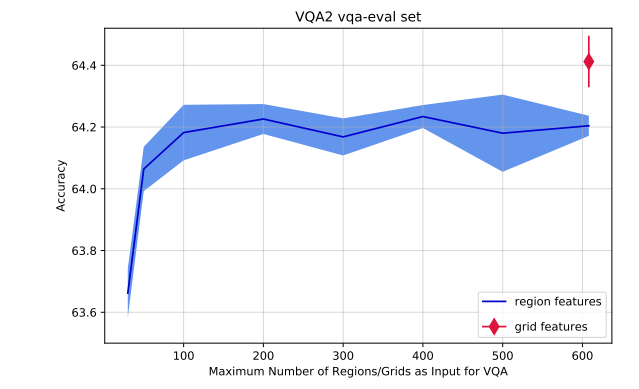 VQA2 vqa-eval set
Accuracy
64.4
64.2
64.0
63.8
63.6
region features
grid features
100 200 300 400 500 600
Maximum Number of Regions/Grids as Input for VQA